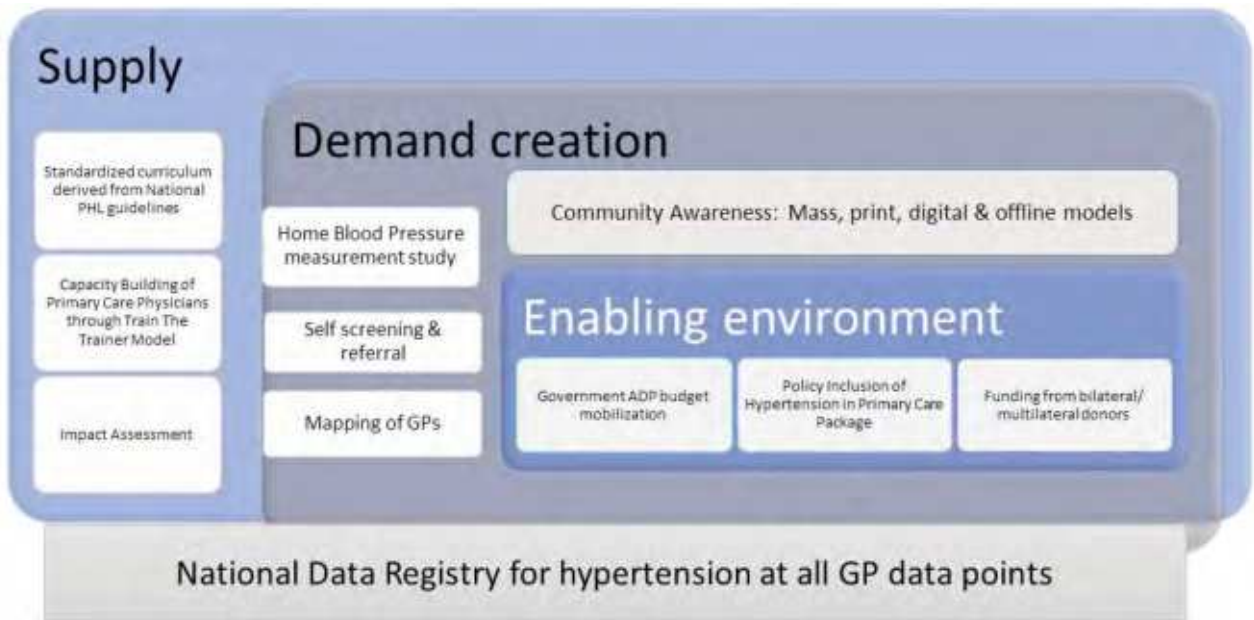 Supply
Standardized curriculum
derived from National
PHL guidelines
Capacity Building of
Primary Care Physicians
through Train The
Trainer Model
Impact Assessment
Demand creation
Home Blood Pressure
measurement study
Self screening &
referral
Mapping of GPs
Community Awareness: Mass, print, digital & offline models
Enabling environment
Government ADP budget
mobilization
Policy Inclusion of
Hypertension in Primary Care
Package
Funding from bilateral/
multilateral donors
National Data Registry for hypertension at all GP data points